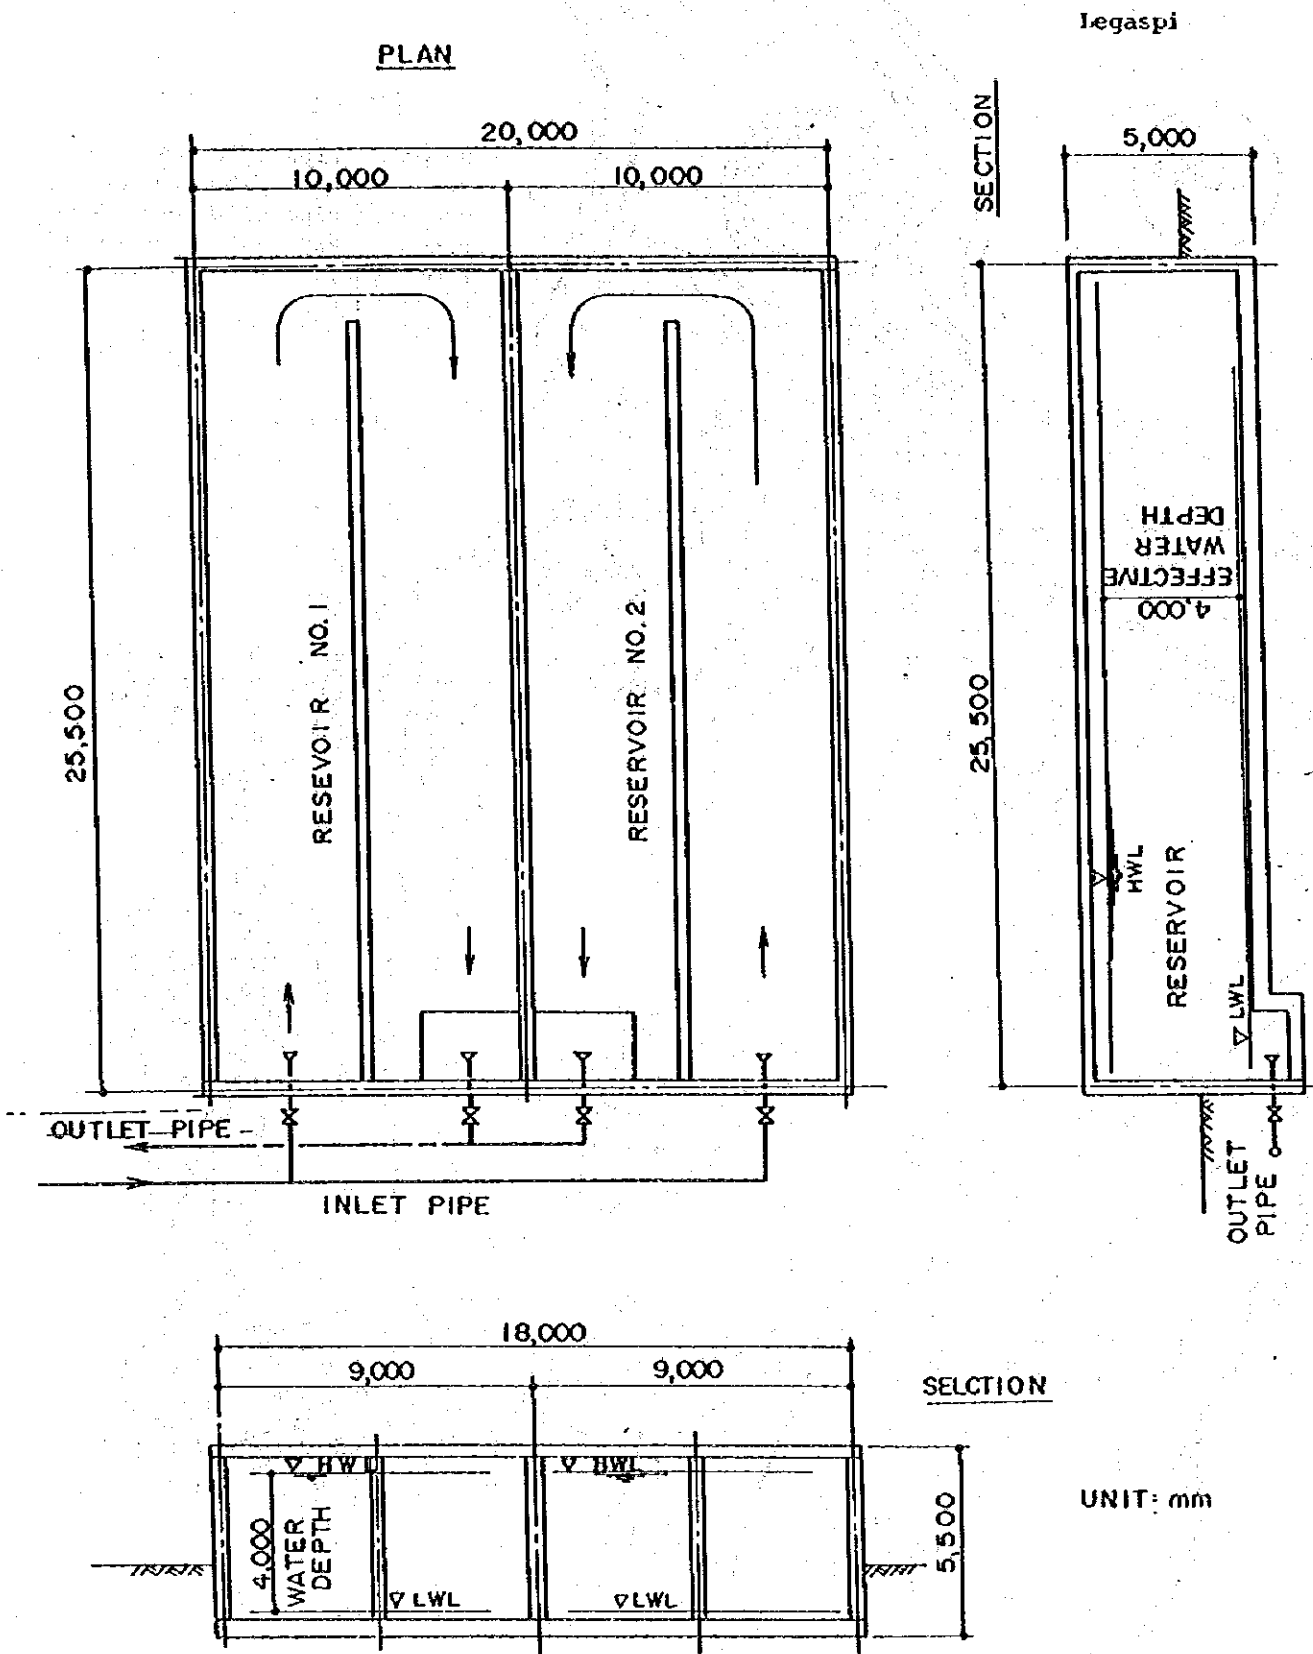 Legaspi
PLAN
SECTION
20,000
5,000
10,000
10,000
25,500
RESEVOIR NO.1
RESERVOIR NO.2
25,500
4,000
EFFECTIVE
WATER
DEPTH
HWL
RESERVOIR
LWL
OUTLET PIPE
INLET PIPE
OUTLET
PIPE
18,000
9,000
9,000
SELCTION
HWL
HWL
4,000
WATER
DEPTH
LWL
LWL
5,500
UNIT: mm